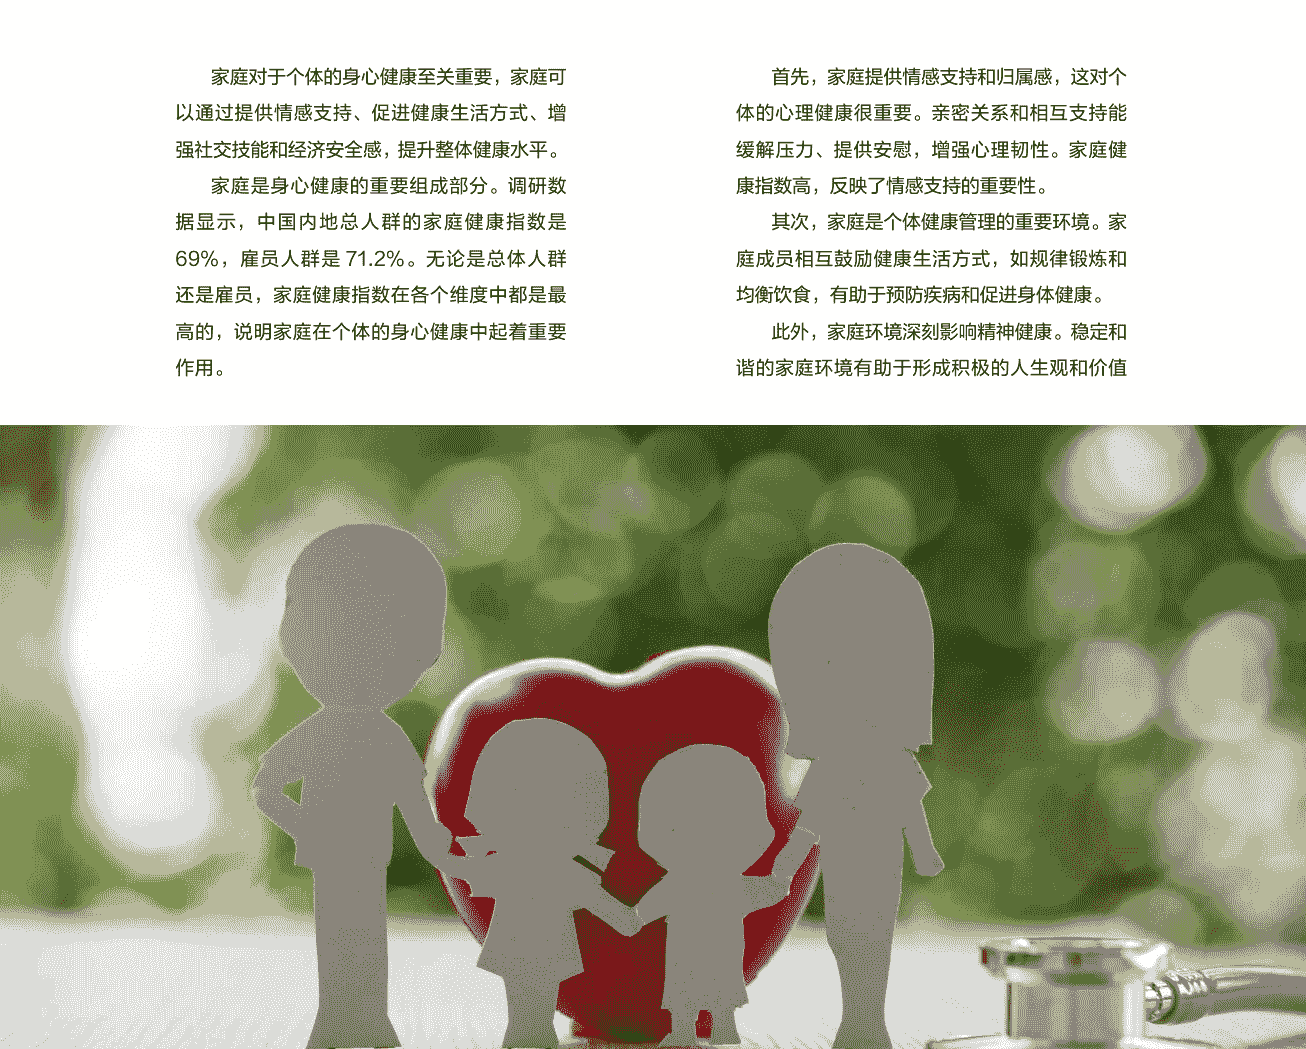 家庭对于个体的身心健康至关重要，家庭可
以通过提供情感支持、促进健康生活方式、增
强社交技能和经济安全感，提升整体健康水平。
家庭是身心健康的重要组成部分。调研数
据显示，中国内地总人群的家庭健康指数是
69%，雇员人群是 71.2%。无论是总体人群
还是雇员，家庭健康指数在各个维度中都是最
高的，说明家庭在个体的身心健康中起着重要
作用。
首先，家庭提供情感支持和归属感，这对个
体的心理健康很重要。亲密关系和相互支持能
缓解压力、提供安慰，增强心理韧性。家庭健
康指数高，反映了情感支持的重要性。
其次，家庭是个体健康管理的重要环境。家
庭成员相互鼓励健康生活方式，如规律锻炼和
均衡饮食，有助于预防疾病和促进身体健康。
此外，家庭环境深刻影响精神健康。稳定和
谐的家庭环境有助于形成积极的人生观和价值